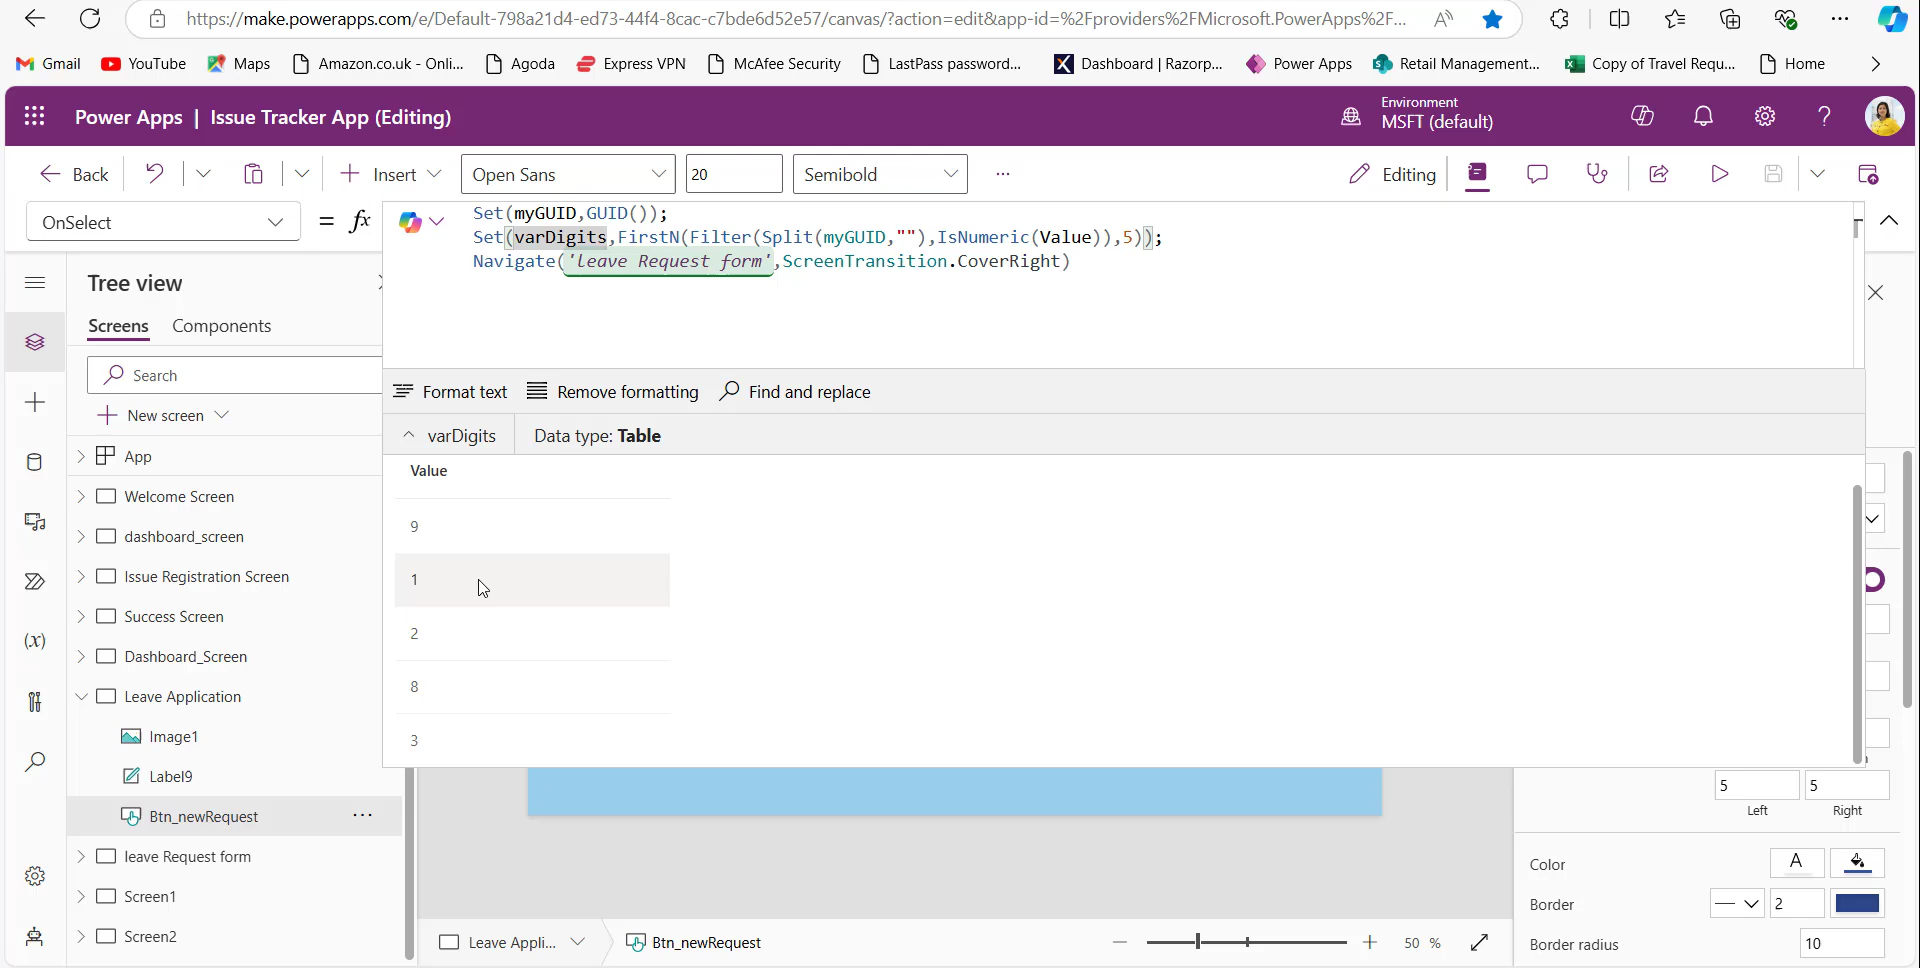 https://make.powerapps.com/e/Default-798a21d4-ed73-44f4-8cac-c7bde6d52e57/canvas/?action=edit&app-id=%2Fproviders%2FMicrosoft.PowerApps%2F...
Gmail YouTube Maps Amazon.co.uk - Onli... Agoda Express VPN McAfee Security LastPass password... Dashboard | Razorp... Power Apps Retail Management... Copy of Travel Requ... Home
Power Apps | Issue Tracker App (Editing)
Environment
MSFT (default)
Back Insert Open Sans 20 Semibold ... Editing
OnSelect = fx
Set(myGUID,GUID());
Set(varDigits,FirstN(Filter(Split(myGUID,""),IsNumeric(Value)),5));
Navigate('leave Request form',ScreenTransition.CoverRight)
Tree view
Screens Components
Search
New screen
Format text Remove formatting Find and replace
varDigits Data type: Table
Value
9
1
2
8
3
App
Welcome Screen
dashboard_screen
Issue Registration Screen
Success Screen
Dashboard_Screen
Leave Application
Image1
Label9
Btn_newRequest ...
leave Request form
Screen1
Screen2
(x)
5 5
Left Right
Color A
Border 2
Border radius 10
Leave Appli... Btn_newRequest 50 %